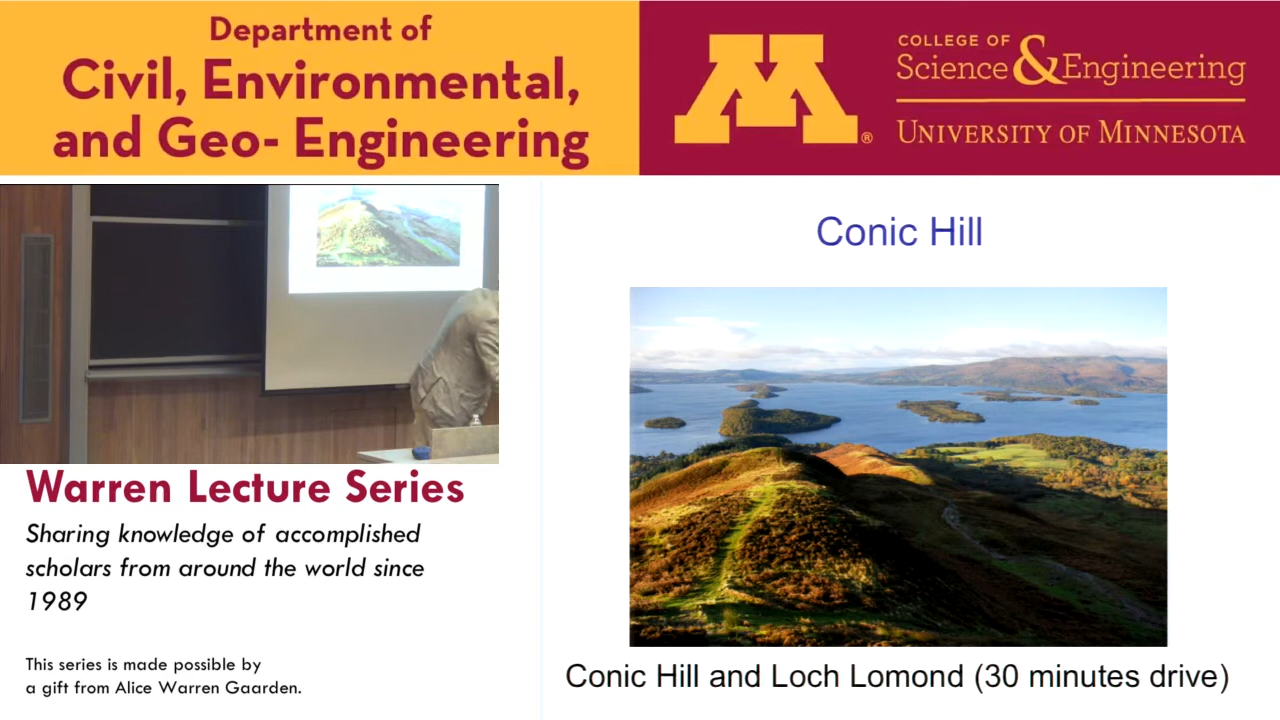 Department of
Civil, Environmental,
and Geo- Engineering
M®
COLLEGE OF
Science & Engineering
UNIVERSITY OF MINNESOTA
Conic Hill
Warren Lecture Series
Sharing knowledge of accomplished
scholars from around the world since
1989
This series is made possible by
a gift from Alice Warren Gaarden.
Conic Hill and Loch Lomond (30 minutes drive)